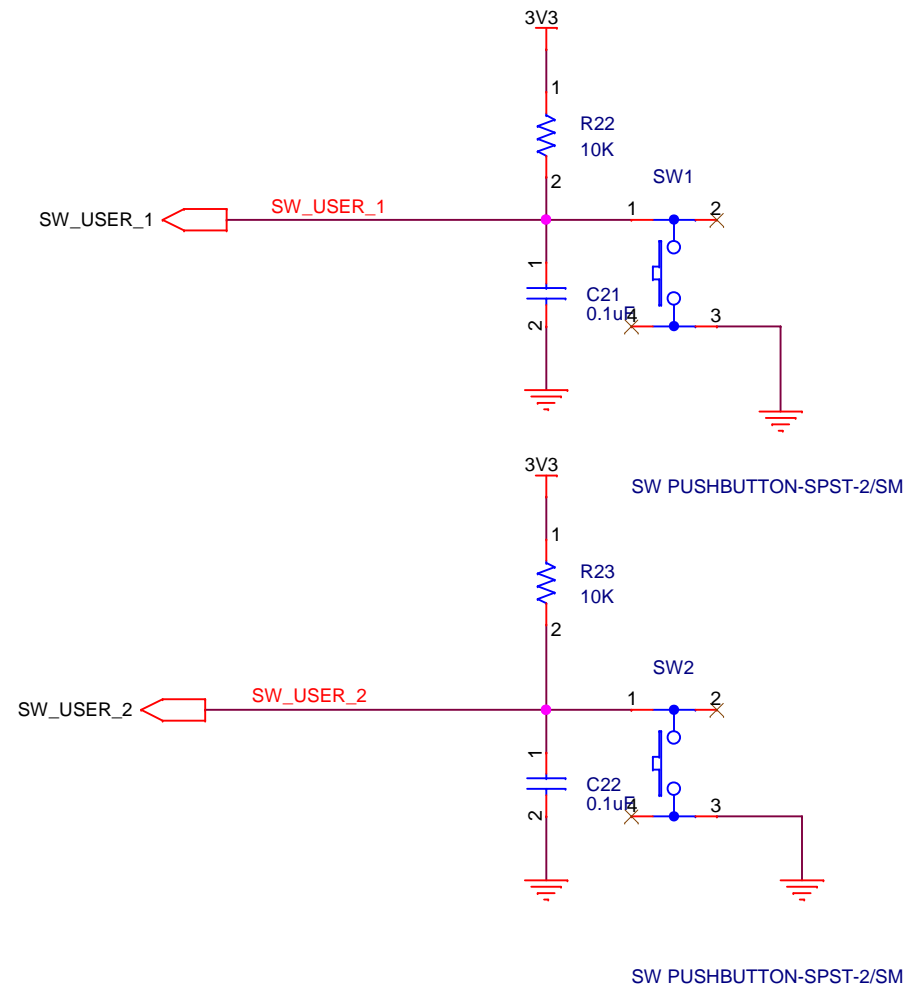 3V3
1
R22
10K
2
SW1
SW_USER_1
SW_USER_1
1
2
1
C21
0.1uF
2
4
3
3V3
SW PUSHBUTTON-SPST-2/SM
1
R23
10K
2
SW2
SW_USER_2
SW_USER_2
1
2
1
C22
0.1uF
2
4
3
SW PUSHBUTTON-SPST-2/SM